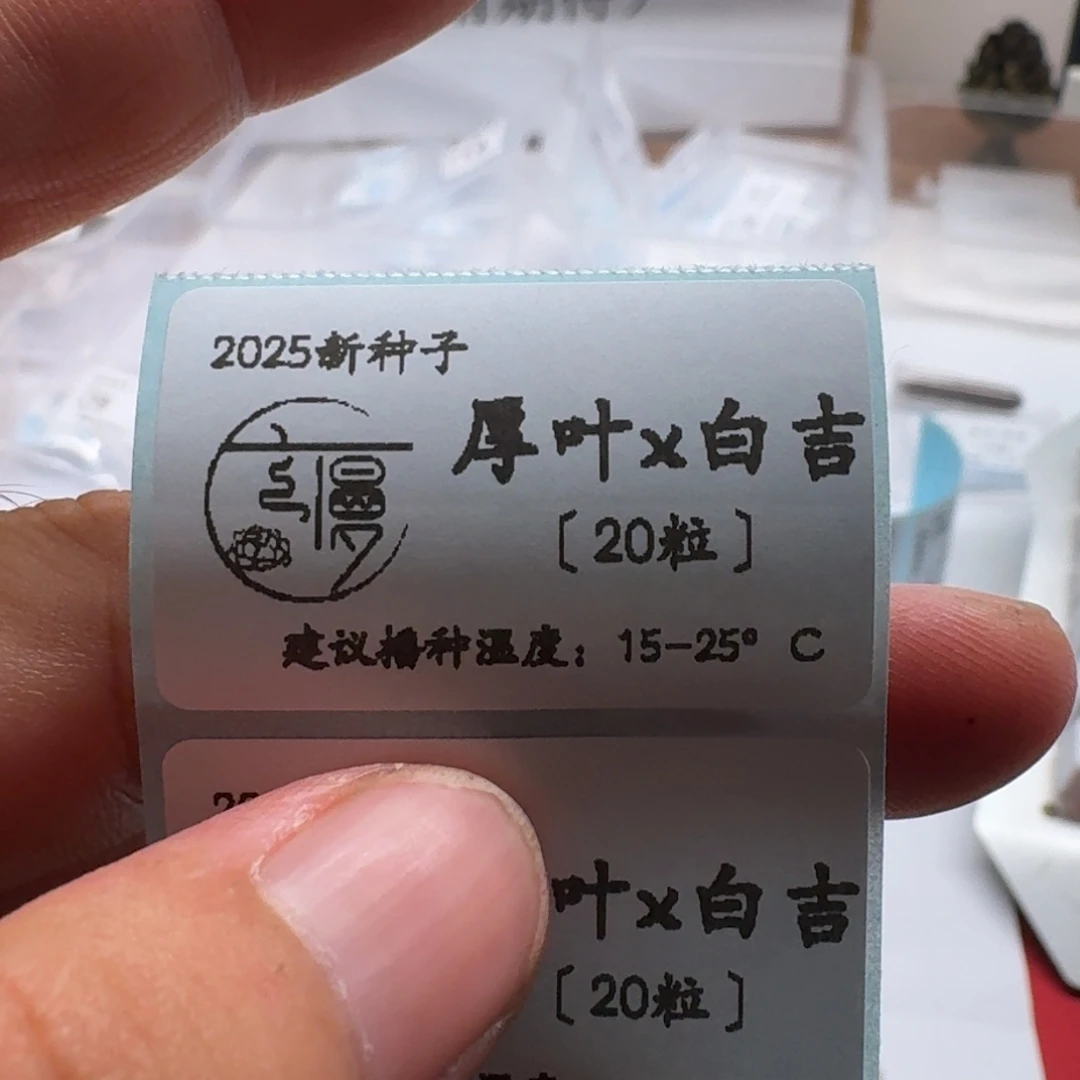 2025新种子
厚叶x白吉
〔20粒〕
建议播种温度：15-25° C
叶x白吉
〔20粒〕